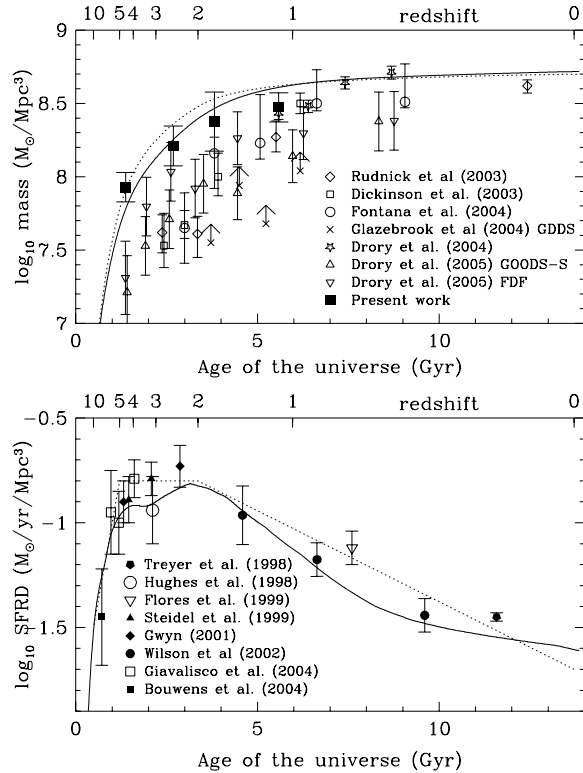 10 5 4 3 2 1 redshift 0
9
8.5
8
7.5
7
log₁₀ mass (M☉/Mpc³)
Rudnick et al (2003)
Dickinson et al. (2003)
Fontana et al. (2004)
Glazebrook et al (2004) GDDS
Drory et al. (2004)
Drory et al. (2005) GOODS-S
Drory et al. (2005) FDF
Present work
0 5 10
Age of the universe (Gyr)
10 5 4 3 2 1 redshift 0
−0.5
−1
−1.5
log₁₀ SFRD (M☉/yr/Mpc³)
Treyer et al. (1998)
Hughes et al. (1998)
Flores et al. (1999)
Steidel et al. (1999)
Gwyn (2001)
Wilson et al (2002)
Giavalisco et al. (2004)
Bouwens et al. (2004)
0 5 10
Age of the universe (Gyr)